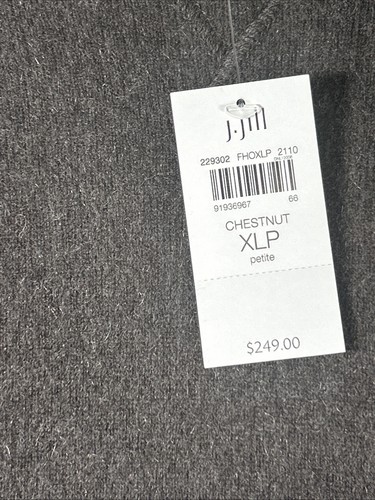 J.Jill
229302 FHOXLP 2110
91936967 66
CHESTNUT
XLP
petite
$249.00